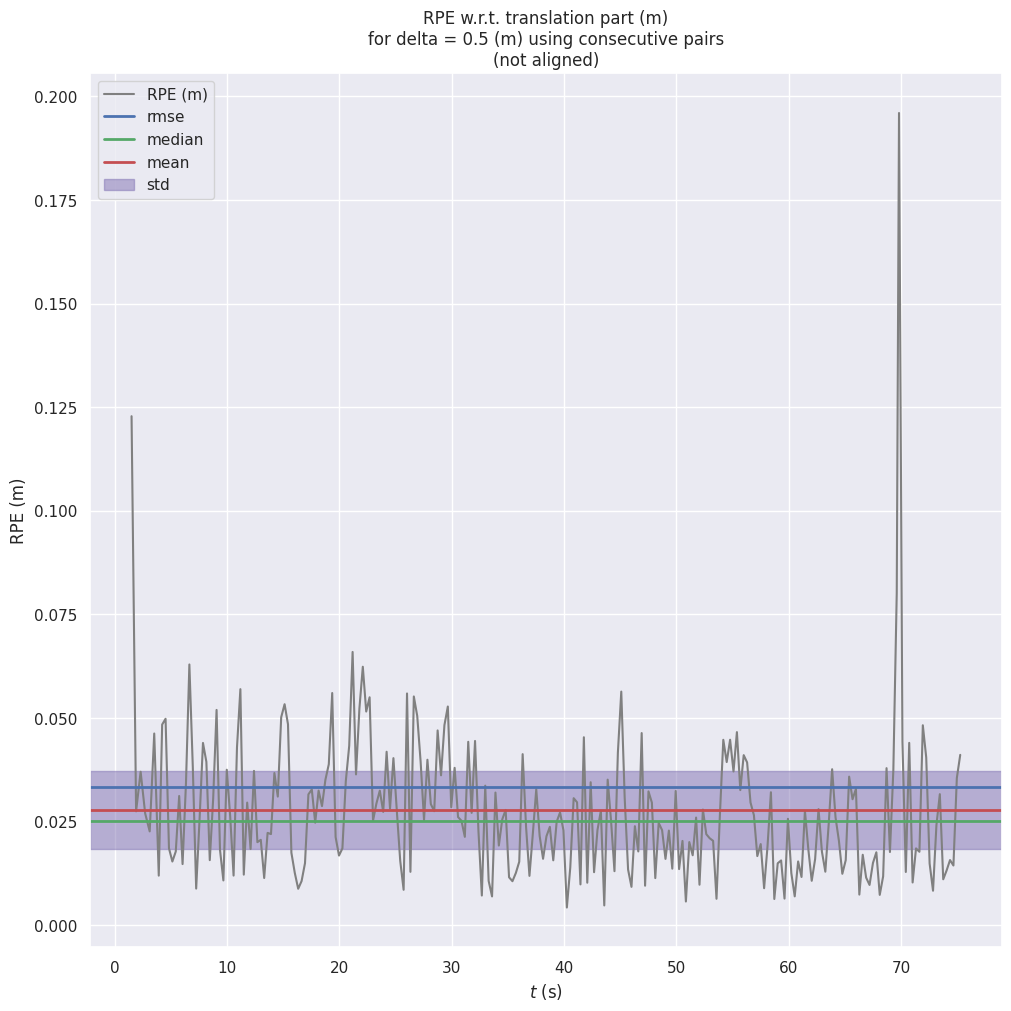 RPE w.r.t. translation part (m)
for delta = 0.5 (m) using consecutive pairs
(not aligned)
RPE (m)
rmse
median
mean
std
0.200
0.175
0.150
0.125
0.100
0.075
0.050
0.025
0.000
RPE (m)
0 10 20 30 40 50 60 70
t (s)